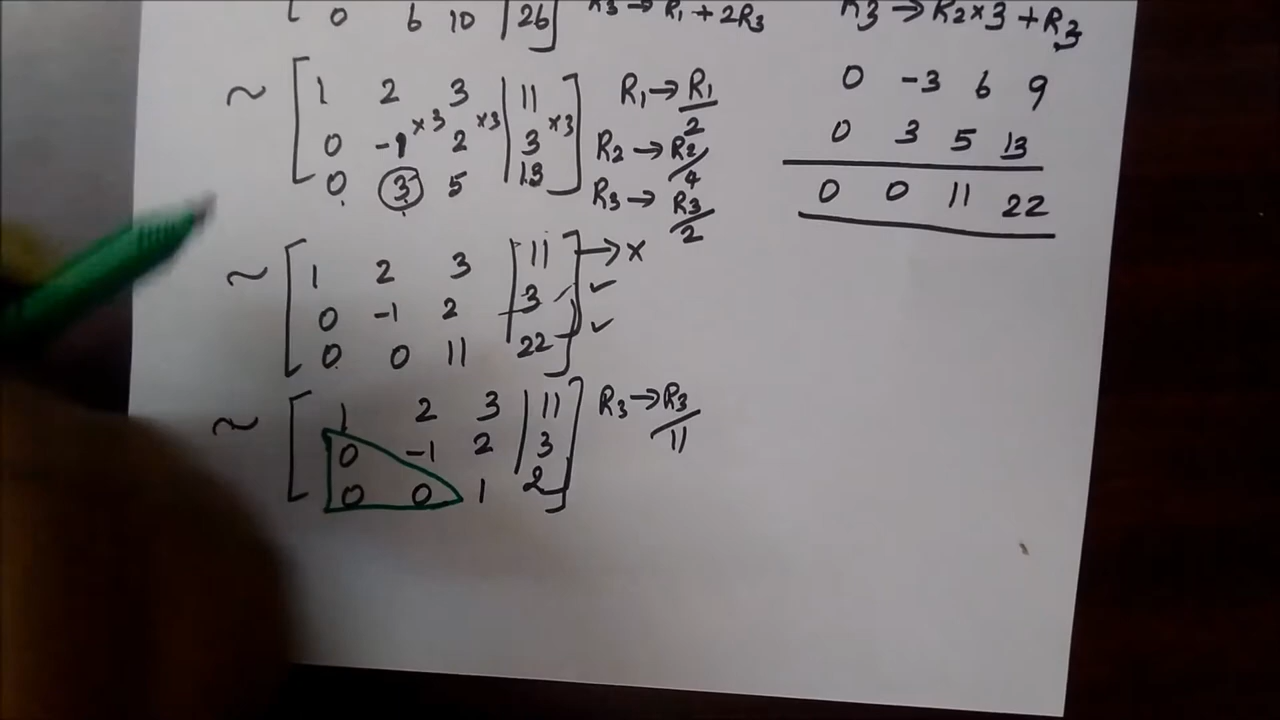 0 6 10 | 26 R3 → R1 + 2R3
~ [ 1 2 3 | 11 ] R1 → R1/2
0 -1 ×3 2 ×3 | 3 ×3 R2 → R2/4
0 3 5 | 13 R3 → R3/2
~ [ 1 2 3 | 11 ] → ×
0 -1 2 | 3 ✓
0 0 11 | 22 ✓
~ [ 1 2 3 | 11 ] R3 → R3/11
0 -1 2 | 3
0 0 1 2
R3 → R2×3 + R3
0 -3 6 9
0 3 5 13
0 0 11 22